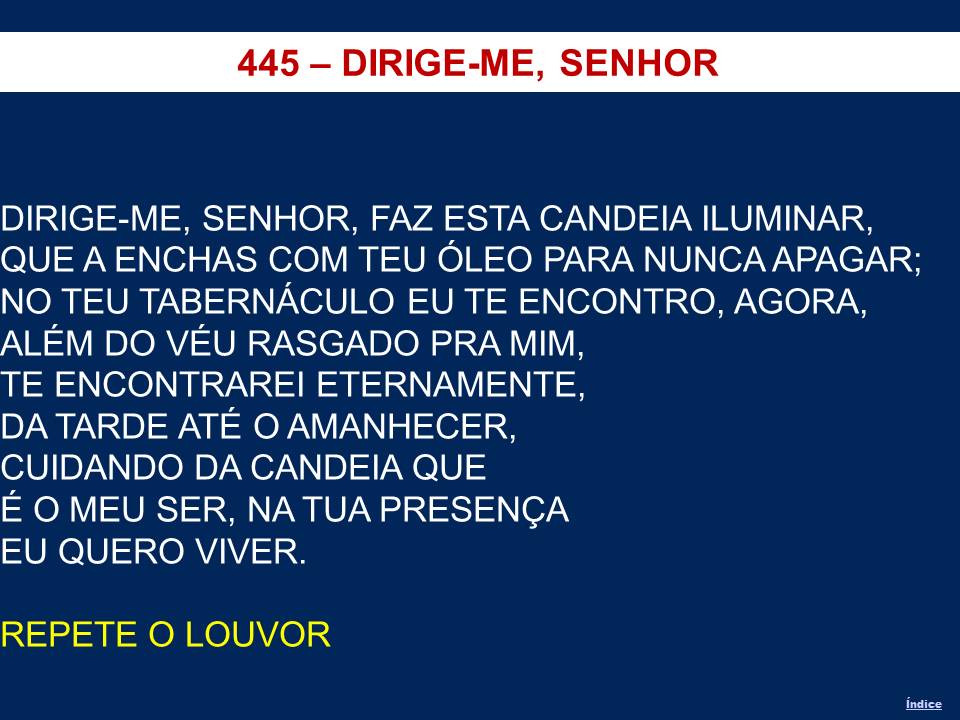 445 – DIRIGE-ME, SENHOR
DIRIGE-ME, SENHOR, FAZ ESTA CANDEIA ILUMINAR,
QUE A ENCHAS COM TEU ÓLEO PARA NUNCA APAGAR;
NO TEU TABERNÁCULO EU TE ENCONTRO, AGORA,
ALÉM DO VÉU RASGADO PRA MIM,
TE ENCONTRAREI ETERNAMENTE,
DA TARDE ATÉ O AMANHECER,
CUIDANDO DA CANDEIA QUE
É O MEU SER, NA TUA PRESENÇA
EU QUERO VIVER.
REPETE O LOUVOR
Índice